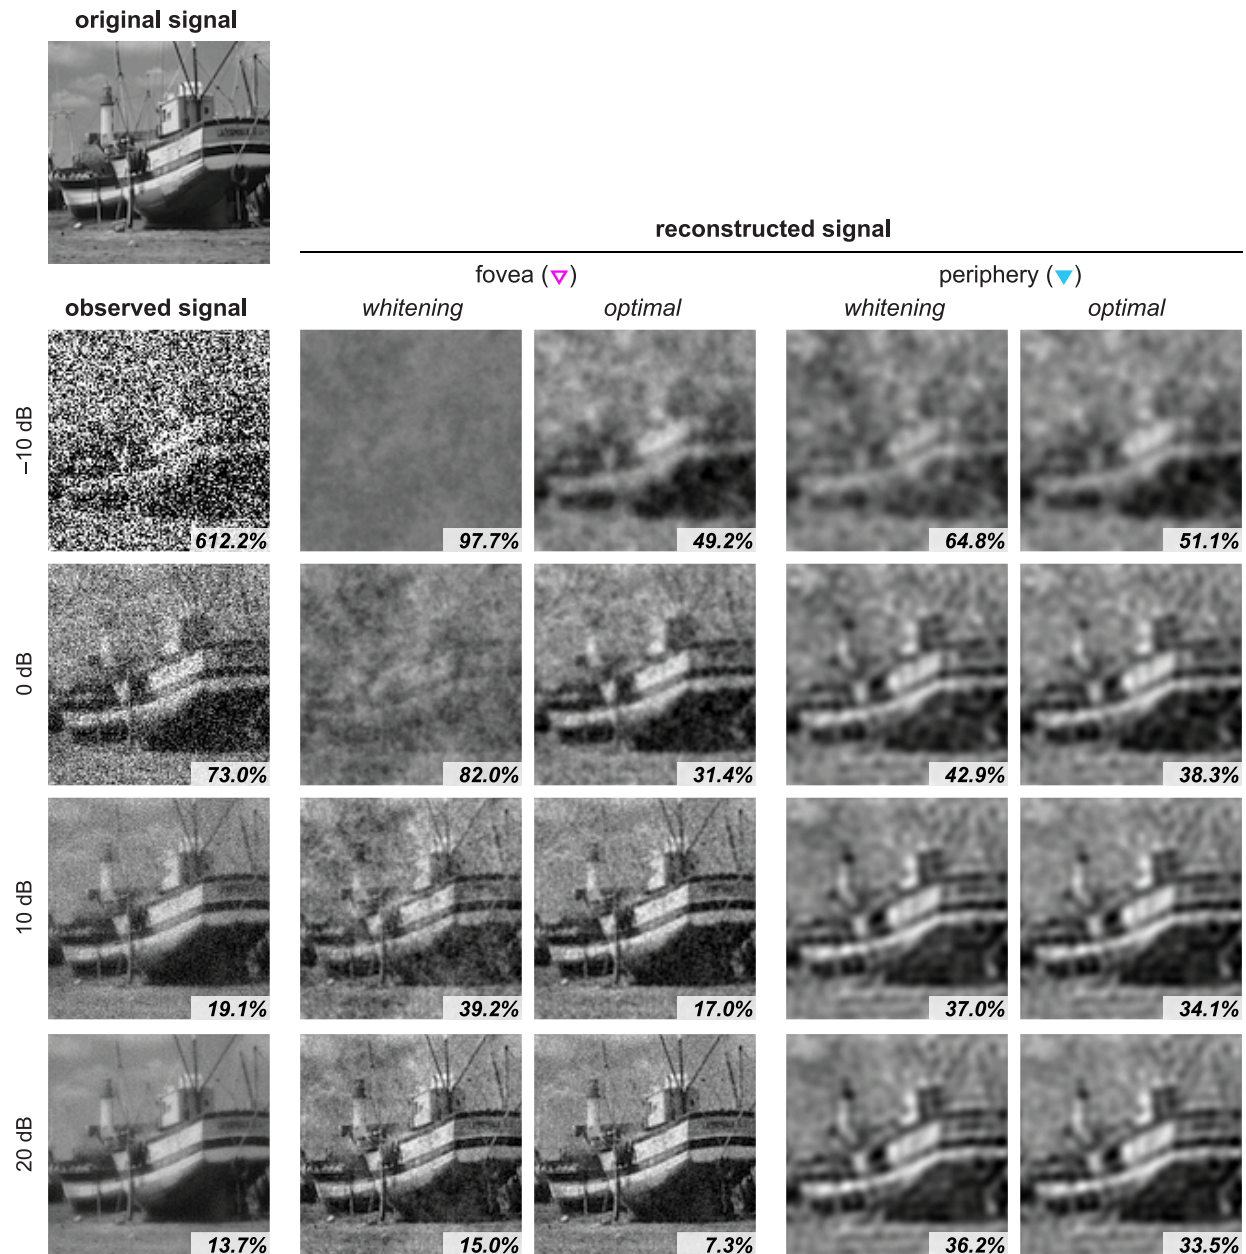 original signal
reconstructed signal
fovea (▽) periphery (▼)
observed signal whitening optimal whitening optimal
–10 dB
612.2% 97.7% 49.2% 64.8% 51.1%
0 dB
73.0% 82.0% 31.4% 42.9% 38.3%
10 dB
19.1% 39.2% 17.0% 37.0% 34.1%
20 dB
13.7% 15.0% 7.3% 36.2% 33.5%